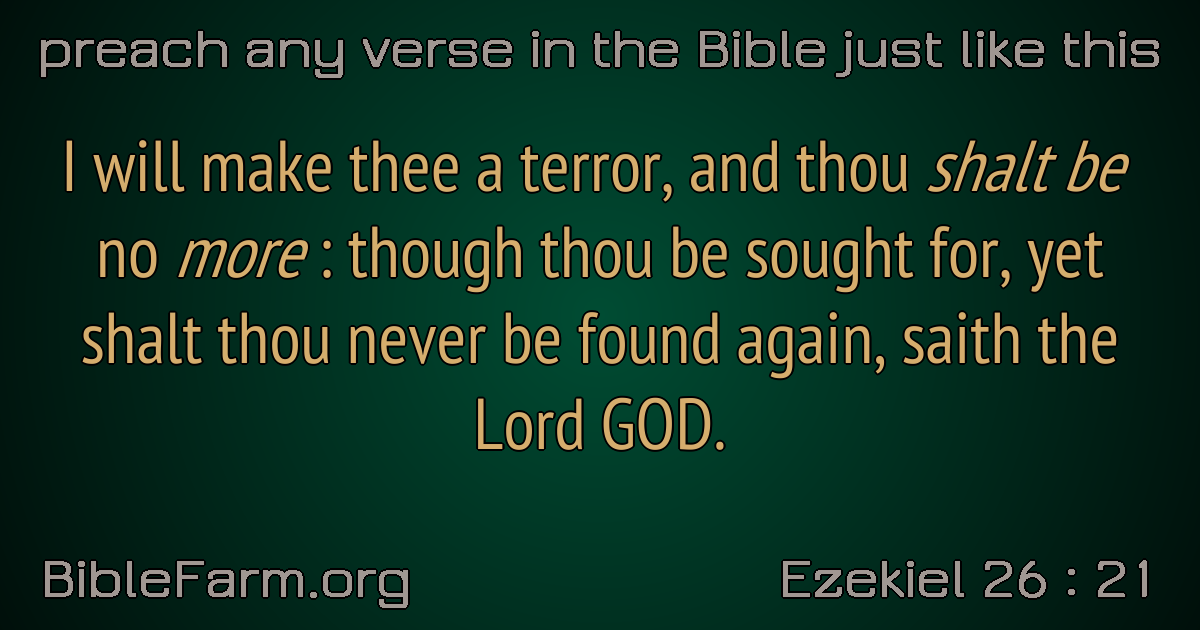 preach any verse in the Bible just like this
I will make thee a terror, and thou shalt be
no more : though thou be sought for, yet
shalt thou never be found again, saith the
Lord GOD.
BibleFarm.org
Ezekiel 26 : 21